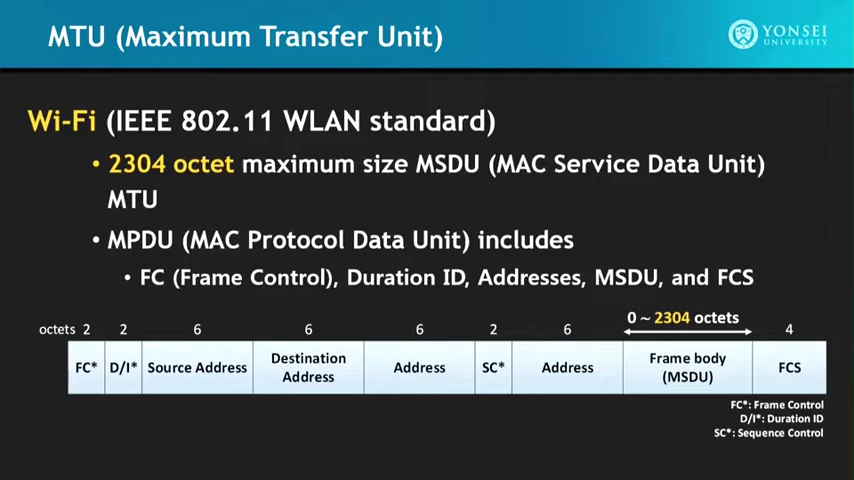 MTU (Maximum Transfer Unit)
YONSEI
UNIVERSITY
Wi-Fi (IEEE 802.11 WLAN standard)
• 2304 octet maximum size MSDU (MAC Service Data Unit)
MTU
• MPDU (MAC Protocol Data Unit) includes
• FC (Frame Control), Duration ID, Addresses, MSDU, and FCS
0 ~ 2304 octets
octets 2 2 6 6 6 2 6 4
FC* D/I* Source Address Destination Address Address SC* Address Frame body (MSDU) FCS
FC*: Frame Control
D/I*: Duration ID
SC*: Sequence Control